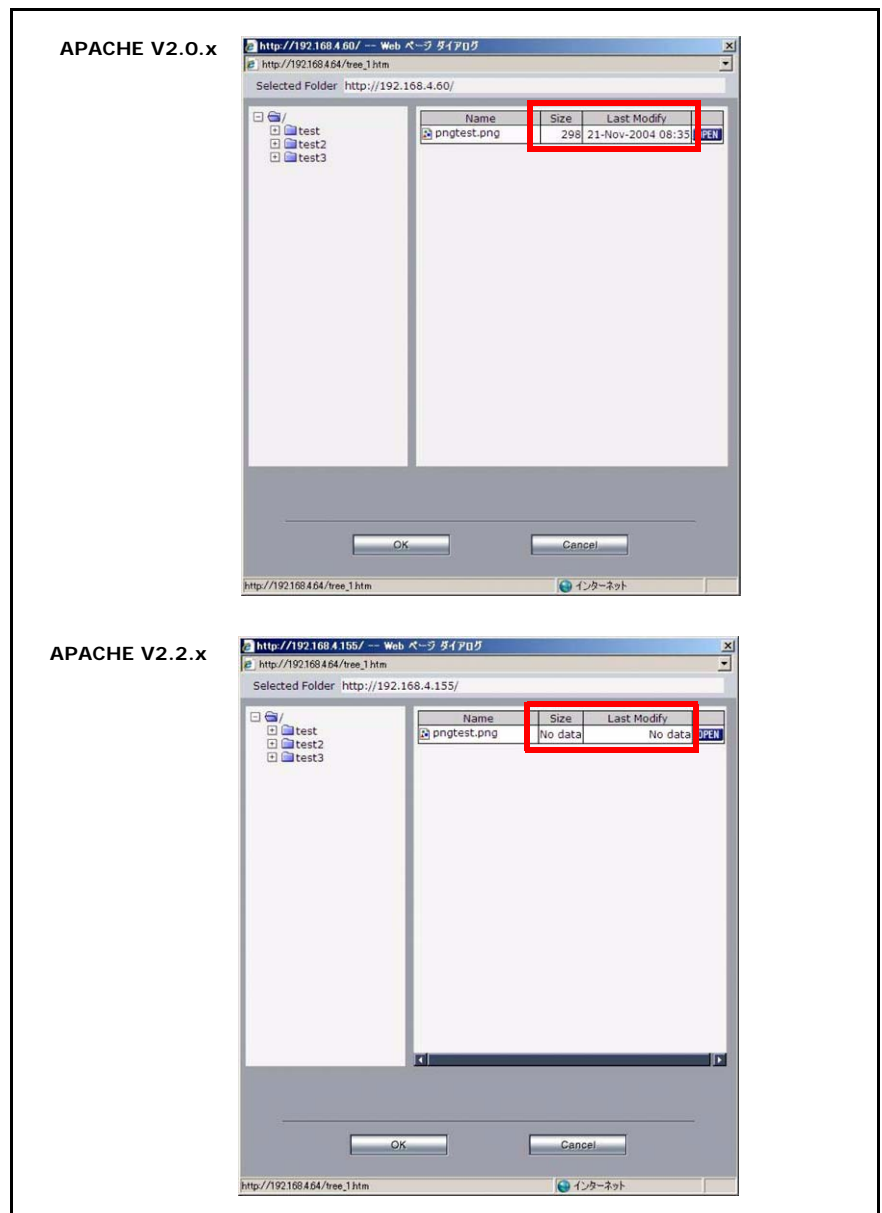 APACHE V2.0.x
http://192.168.4.60/ -- Web ページ ダイアログ
http://192.168.4.64/tree_1.htm
Selected Folder http://192.168.4.60/
/
test
test2
test3
Name Size Last Modify
pngtest.png 298 21-Nov-2004 08:35 OPEN
OK Cancel
http://192.168.4.64/tree_1.htm インターネット
APACHE V2.2.x
http://192.168.4.155/ -- Web ページ ダイアログ
http://192.168.4.64/tree_1.htm
Selected Folder http://192.168.4.155/
/
test
test2
test3
Name Size Last Modify
pngtest.png No data No data OPEN
OK Cancel
http://192.168.4.64/tree_1.htm インターネット